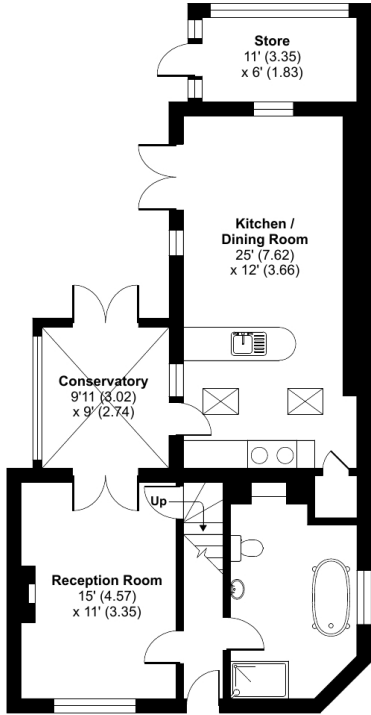 Store
11' (3.35)
x 6' (1.83)
Kitchen /
Dining Room
25' (7.62)
x 12' (3.66)
Conservatory
9'11 (3.02)
x 9' (2.74)
Up
Reception Room
15' (4.57)
x 11' (3.35)